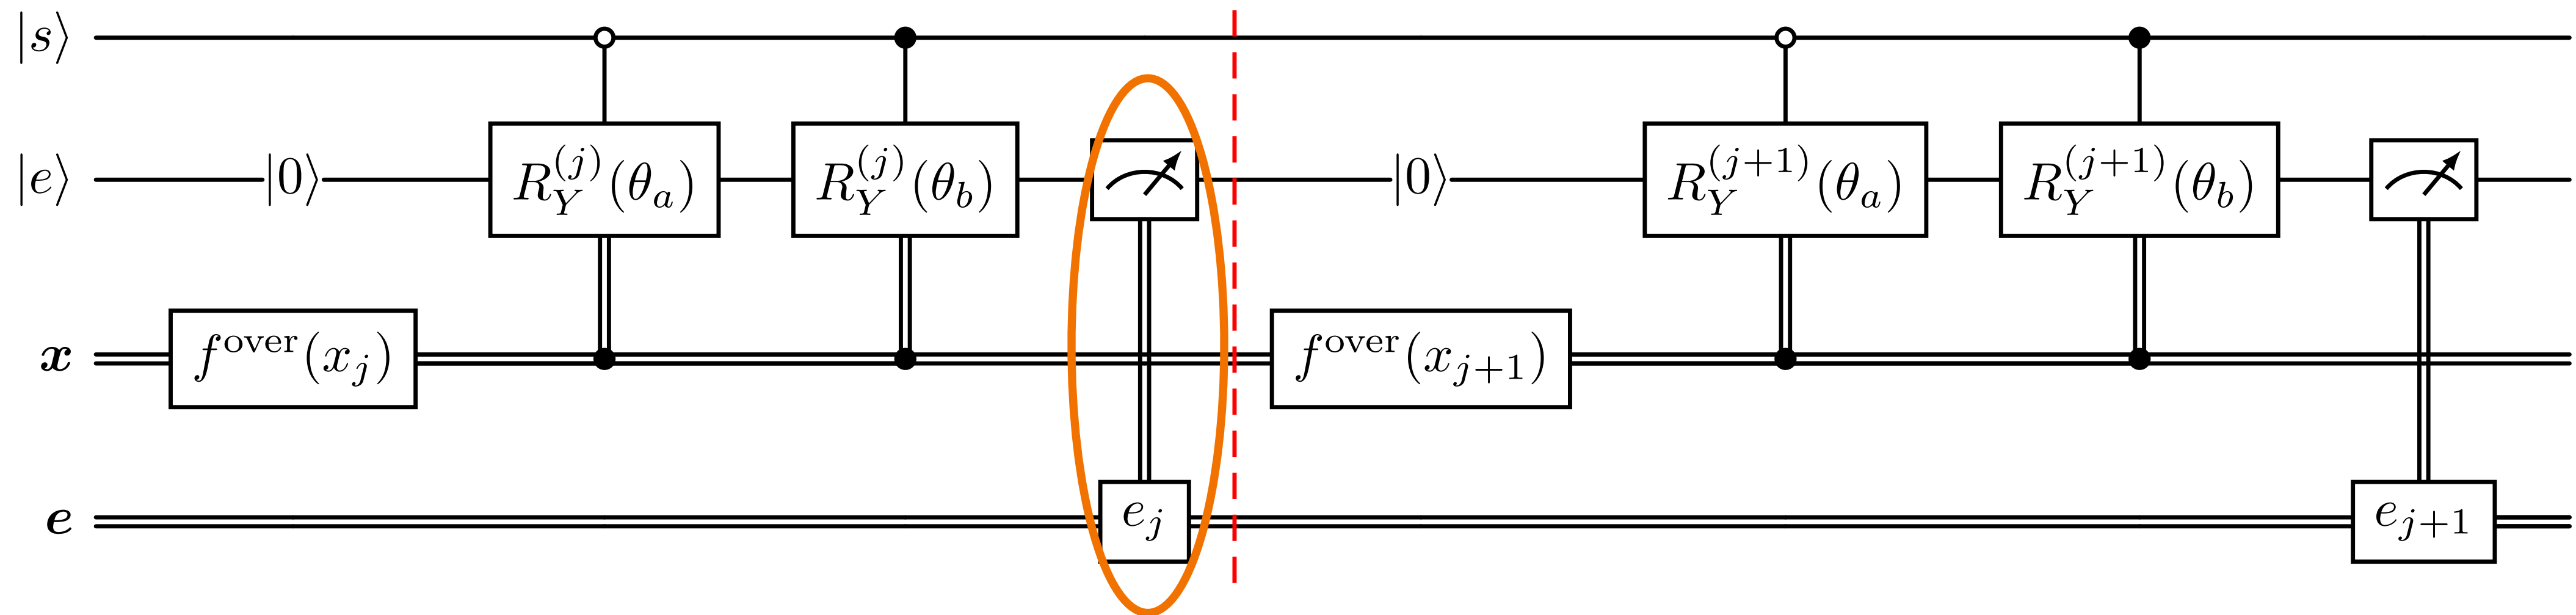 |s⟩
|e⟩ |0⟩ R_Y^{(j)}(θ_a) R_Y^{(j)}(θ_b) |0⟩ R_Y^{(j+1)}(θ_a) R_Y^{(j+1)}(θ_b)
x f^{over}(x_j) f^{over}(x_{j+1})
e e_j e_{j+1}